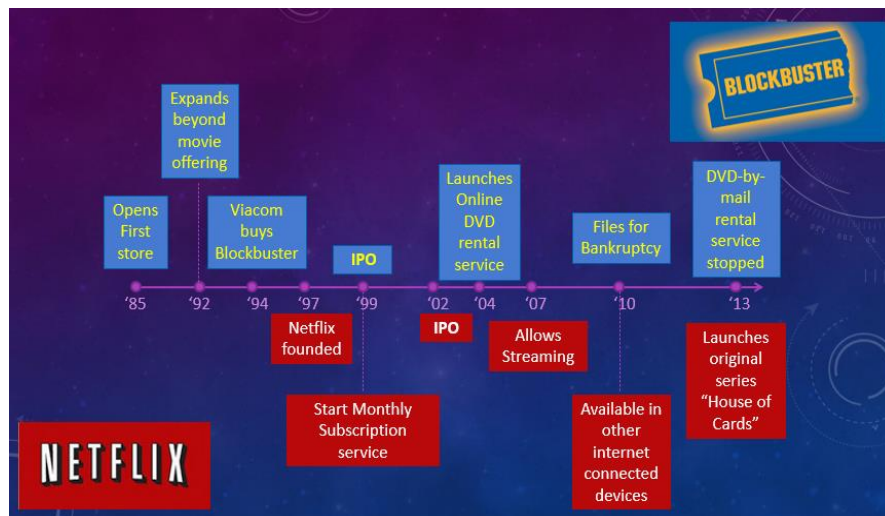 BLOCKBUSTER
Expands
beyond
movie
offering
Opens
First
store
Viacom
buys
Blockbuster
IPO
Launches
Online
DVD
rental
service
Files for
Bankruptcy
DVD-by-
mail
rental
service
stopped
‘85
‘92
‘94
‘97
‘99
‘02
‘04
‘07
‘10
‘13
Netflix
founded
Start Monthly
Subscription
service
IPO
Allows
Streaming
Available in
other
internet
connected
devices
Launches
original
series
“House of
Cards”
NETFLIX